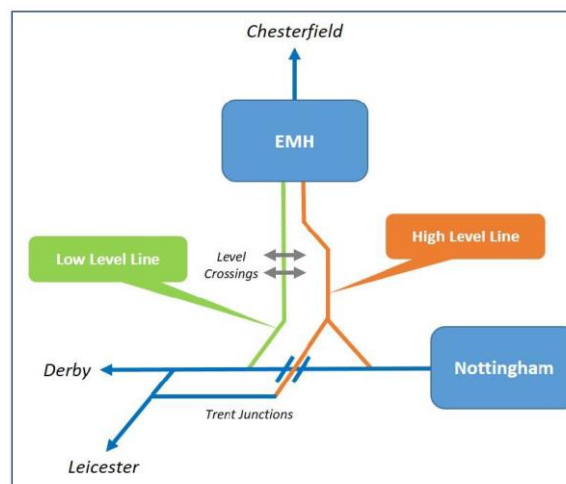 Chesterfield
EMH
Low Level Line
Level
Crossings
High Level Line
Derby
Nottingham
Trent Junctions
Leicester